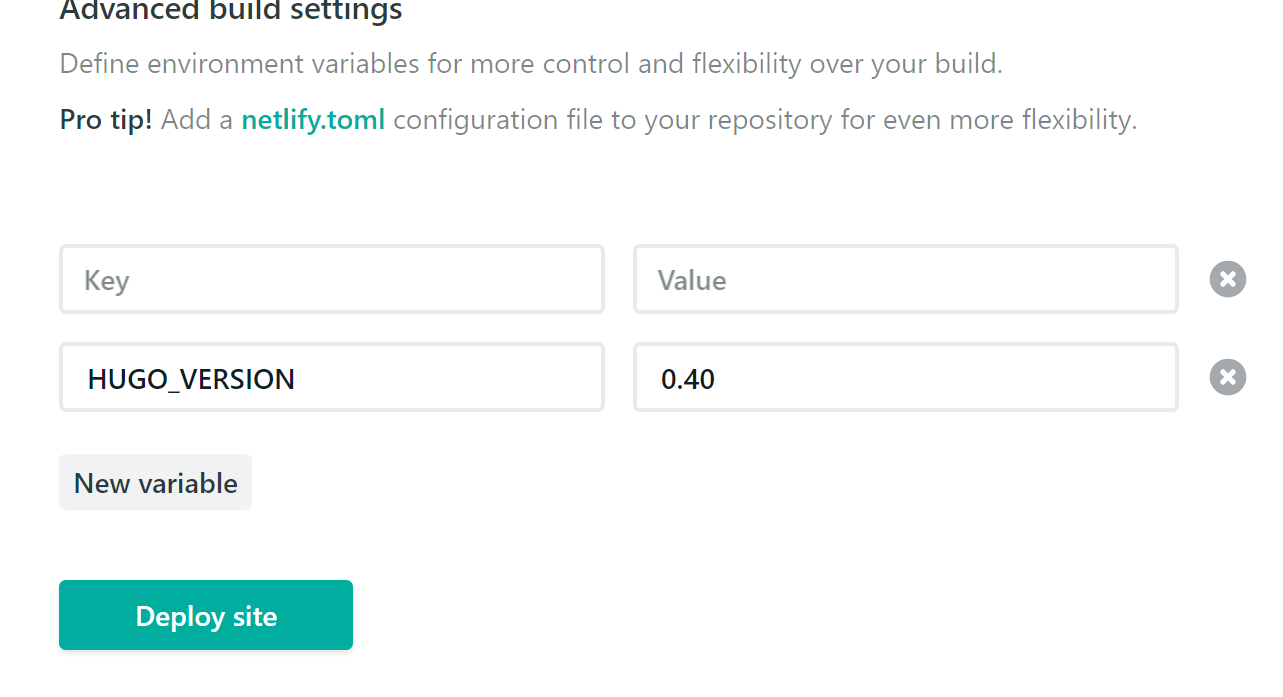 Advanced build settings
Define environment variables for more control and flexibility over your build.
Pro tip! Add a netlify.toml configuration file to your repository for even more flexibility.
Key Value
HUGO_VERSION 0.40
New variable
Deploy site